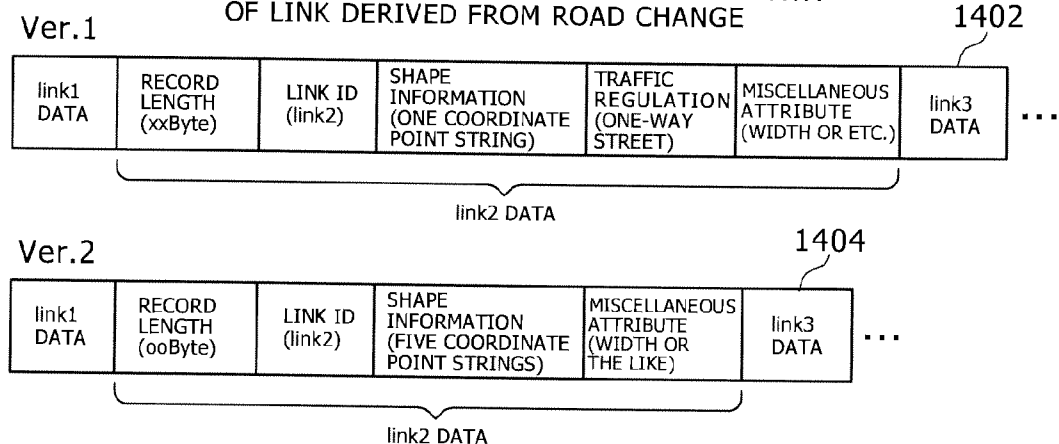 OF LINK DERIVED FROM ROAD CHANGE
Ver.1
1402
link1
DATA
RECORD
LENGTH
(xxByte)
LINK ID
(link2)
SHAPE
INFORMATION
(ONE COORDINATE
POINT STRING)
TRAFFIC
REGULATION
(ONE-WAY
STREET)
MISCELLANEOUS
ATTRIBUTE
(WIDTH OR ETC.)
link3
DATA
...
link2 DATA
Ver.2
1404
link1
DATA
RECORD
LENGTH
(ooByte)
LINK ID
(link2)
SHAPE
INFORMATION
(FIVE COORDINATE
POINT STRINGS)
MISCELLANEOUS
ATTRIBUTE
(WIDTH OR
THE LIKE)
link3
DATA
...
link2 DATA